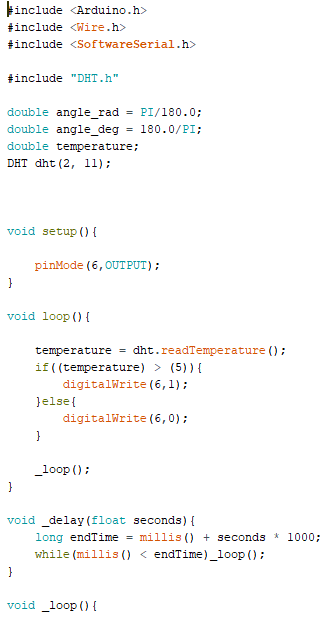 #include <Arduino.h>
#include <Wire.h>
#include <SoftwareSerial.h>

#include "DHT.h"

double angle_rad = PI/180.0;
double angle_deg = 180.0/PI;
double temperature;
DHT dht(2, 11);

void setup(){

    pinMode(6,OUTPUT);
}

void loop(){

    temperature = dht.readTemperature();
    if((temperature) > (5)){
        digitalWrite(6,1);
    }else{
        digitalWrite(6,0);
    }

    _loop();
}

void _delay(float seconds){
    long endTime = millis() + seconds * 1000;
    while(millis() < endTime)_loop();
}

void _loop(){